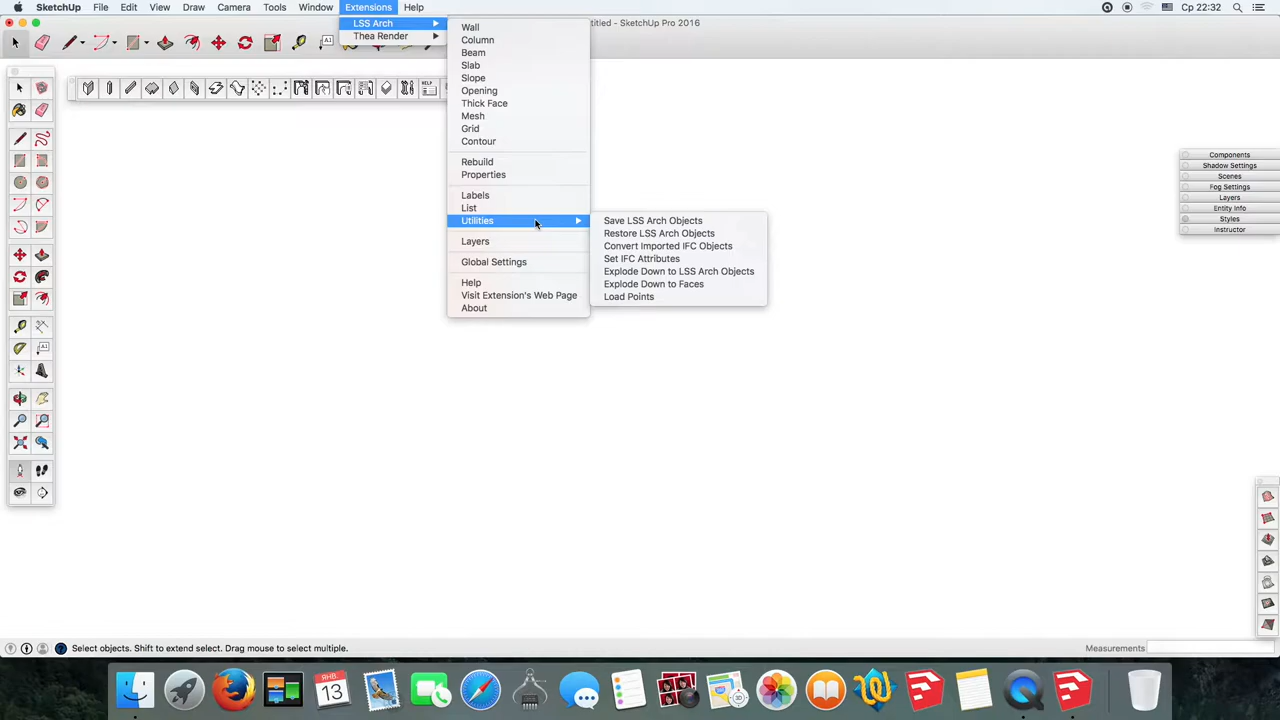 SketchUp File Edit View Draw Camera Tools Window Extensions Help Ср 22:32
LSS Arch
Thea Render
ntitled - SketchUp Pro 2016
Wall
Column
Beam
Slab
Slope
Opening
Thick Face
Mesh
Grid
Contour
Rebuild
Properties
Labels
List
Utilities
Layers
Global Settings
Help
Visit Extension's Web Page
About
Save LSS Arch Objects
Restore LSS Arch Objects
Convert Imported IFC Objects
Set IFC Attributes
Explode Down to LSS Arch Objects
Explode Down to Faces
Load Points
HELP
A1
Components
Shadow Settings
Scenes
Fog Settings
Layers
Entity Info
Styles
Instructor
Select objects. Shift to extend select. Drag mouse to select multiple.
Measurements
ЯНВ.
13